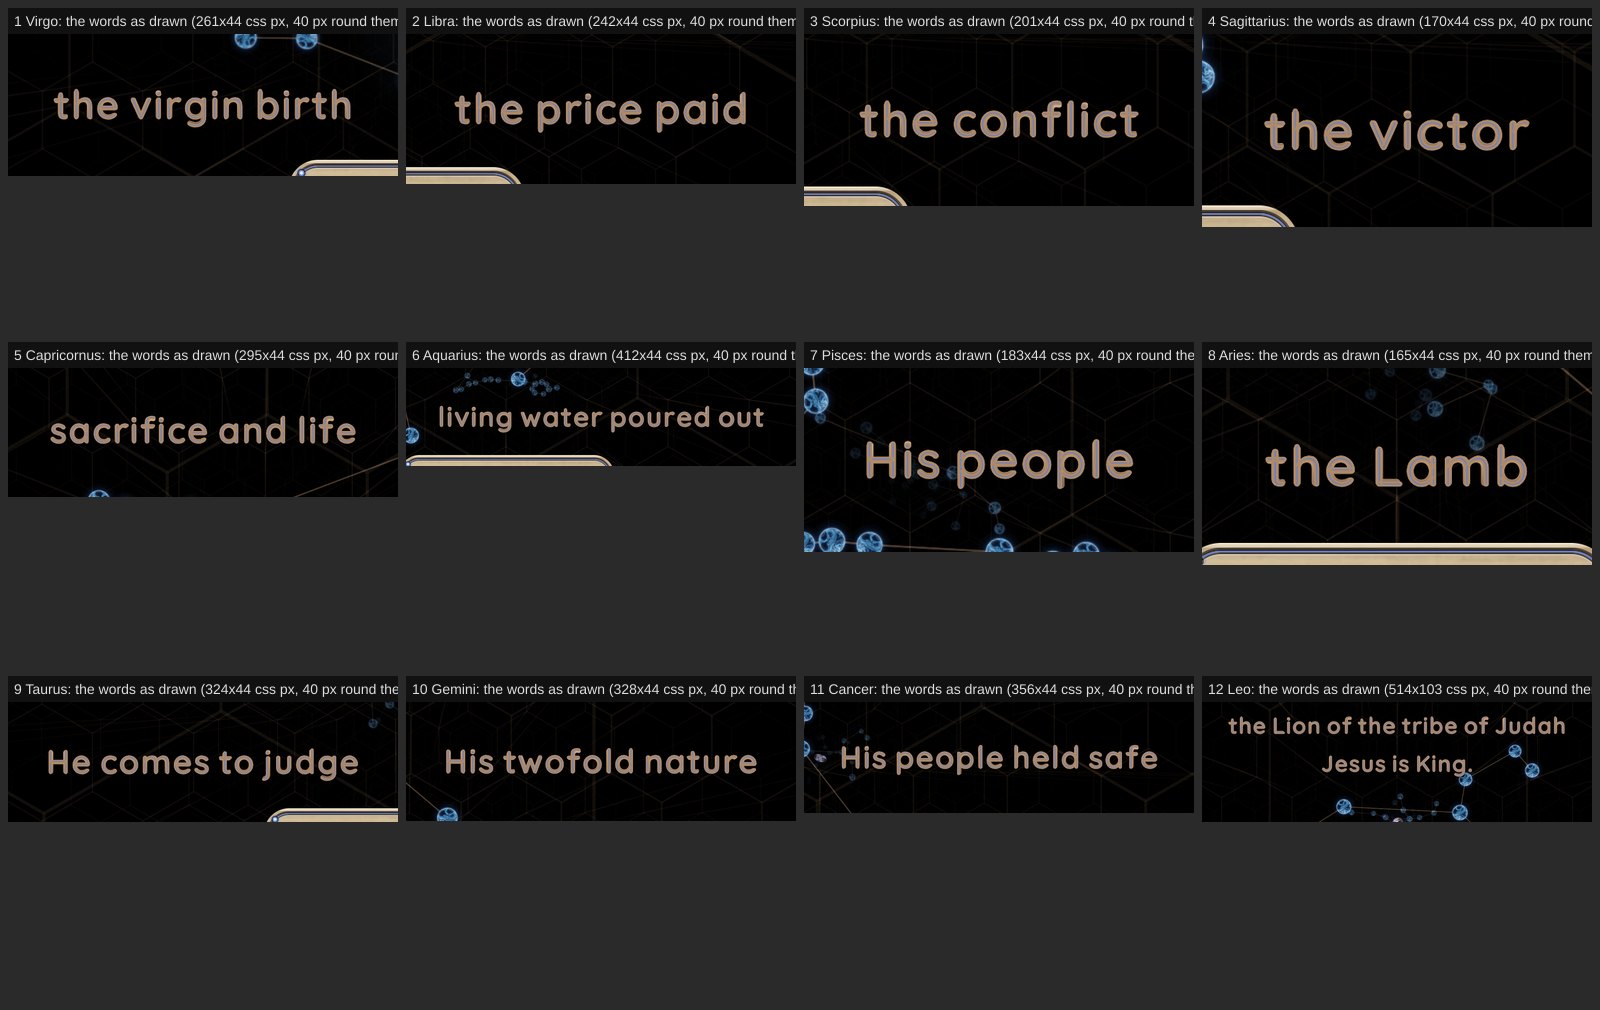 1 Virgo: the words as drawn (261x44 css px, 40 px round them
the virgin birth
2 Libra: the words as drawn (242x44 css px, 40 px round them
the price paid
3 Scorpius: the words as drawn (201x44 css px, 40 px round t
the conflict
4 Sagittarius: the words as drawn (170x44 css px, 40 px round
the victor
5 Capricornus: the words as drawn (295x44 css px, 40 px roun
sacrifice and life
6 Aquarius: the words as drawn (412x44 css px, 40 px round t
living water poured out
7 Pisces: the words as drawn (183x44 css px, 40 px round the
His people
8 Aries: the words as drawn (165x44 css px, 40 px round them
the Lamb
9 Taurus: the words as drawn (324x44 css px, 40 px round the
He comes to judge
10 Gemini: the words as drawn (328x44 css px, 40 px round th
His twofold nature
11 Cancer: the words as drawn (356x44 css px, 40 px round th
His people held safe
12 Leo: the words as drawn (514x103 css px, 40 px round the
the Lion of the tribe of Judah
Jesus is King.